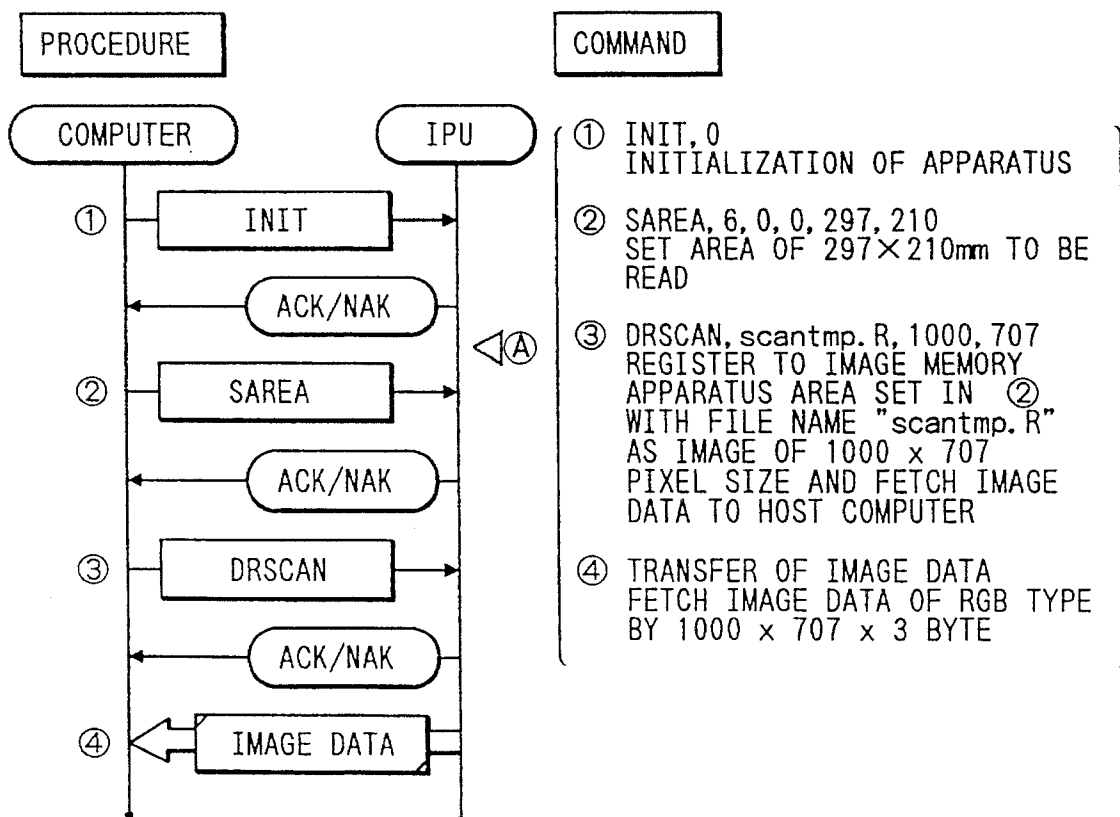 PROCEDURE
COMMAND
COMPUTER
IPU
① INIT
ACK/NAK
Ⓐ
② SAREA
ACK/NAK
③ DRSCAN
ACK/NAK
④ IMAGE DATA
① INIT, 0
INITIALIZATION OF APPARATUS
② SAREA, 6, 0, 0, 297, 210
SET AREA OF 297×210mm TO BE
READ
③ DRSCAN, scantmp. R, 1000, 707
REGISTER TO IMAGE MEMORY
APPARATUS AREA SET IN ②
WITH FILE NAME "scantmp. R"
AS IMAGE OF 1000 x 707
PIXEL SIZE AND FETCH IMAGE
DATA TO HOST COMPUTER
④ TRANSFER OF IMAGE DATA
FETCH IMAGE DATA OF RGB TYPE
BY 1000 x 707 x 3 BYTE